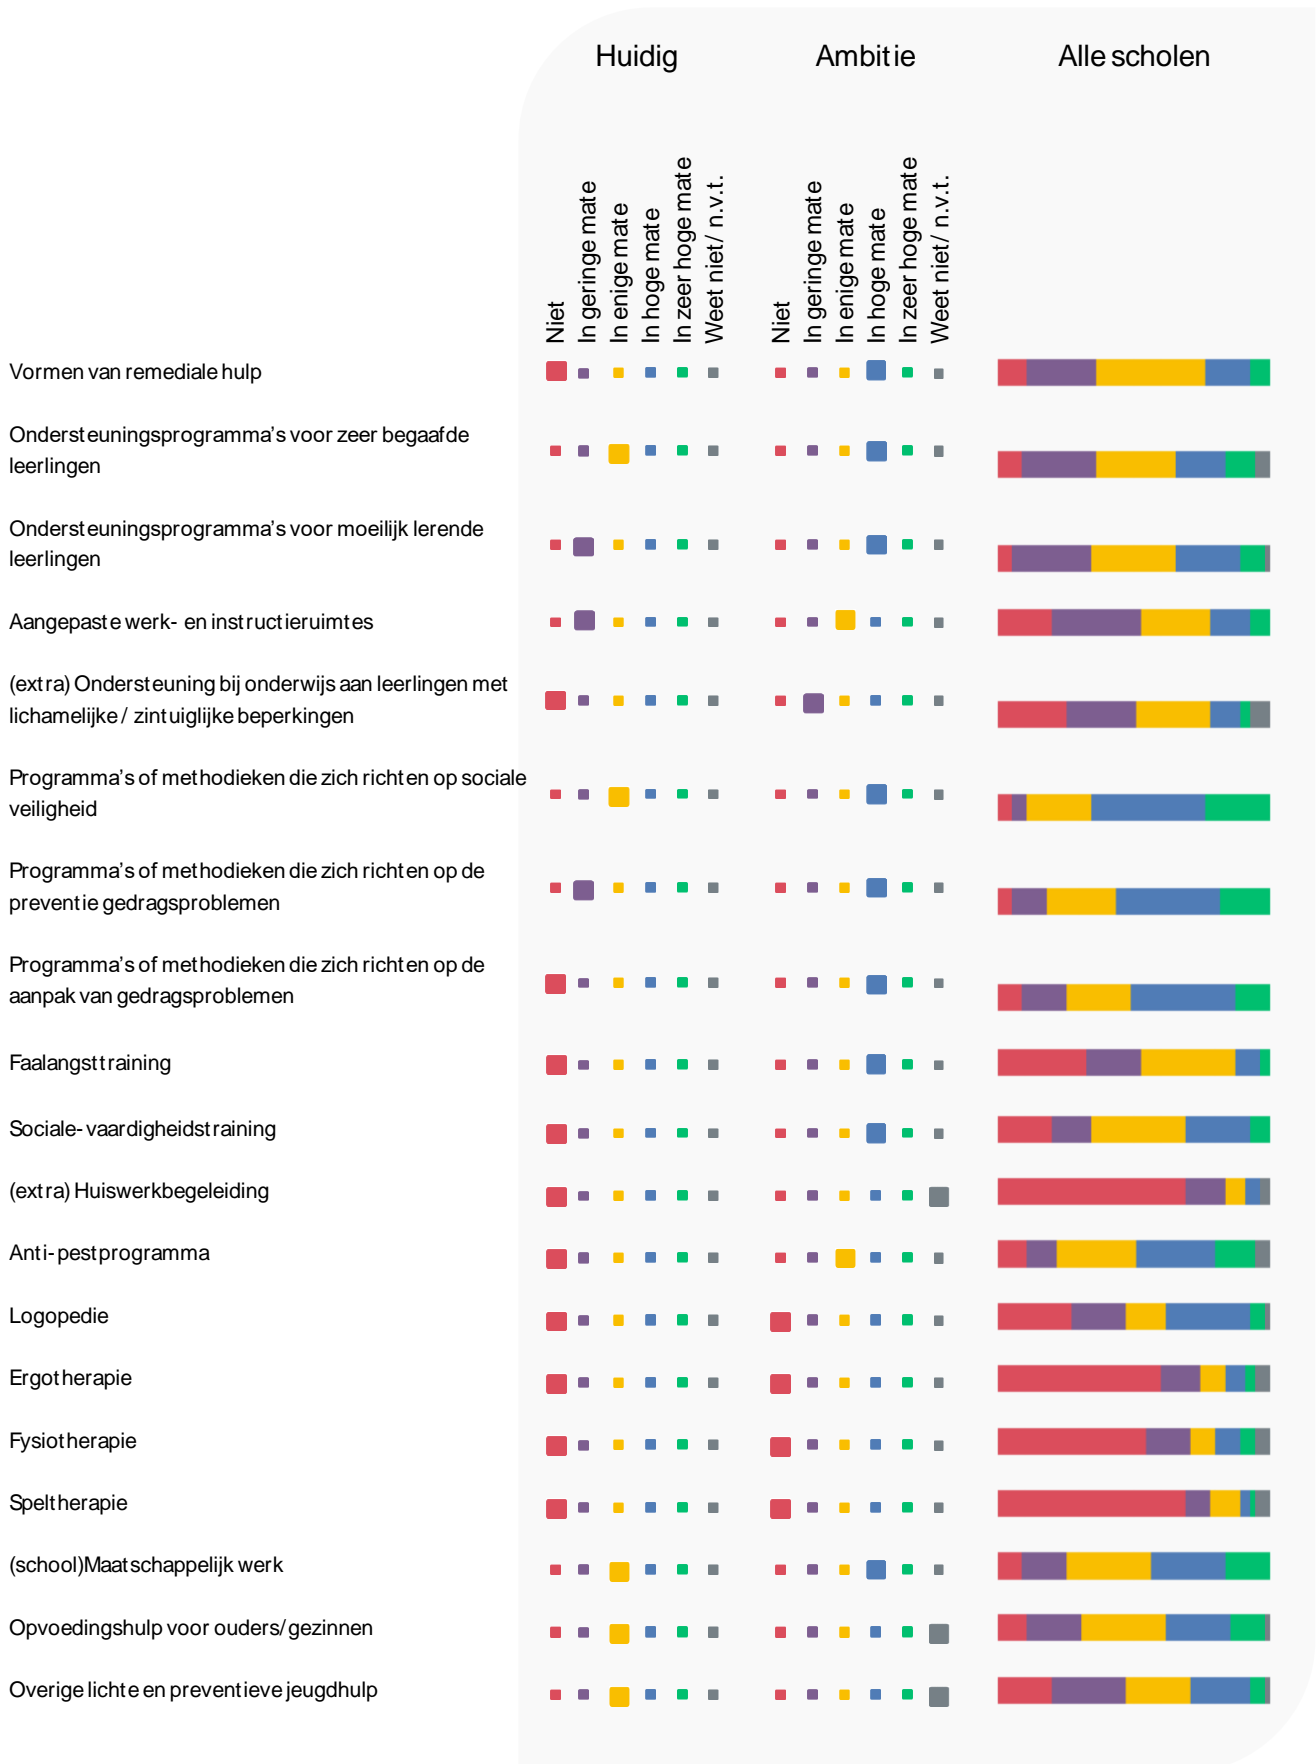 Huidig
Ambitie
Alle scholen
Niet
In geringe mate
In enige mate
In hoge mate
In zeer hoge mate
Weet niet/ n.v.t.
Niet
In geringe mate
In enige mate
In hoge mate
In zeer hoge mate
Weet niet/ n.v.t.
Vormen van remediale hulp
Ondersteuningsprogramma’s voor zeer begaafde
leerlingen
Ondersteuningsprogramma’s voor moeilijk lerende
leerlingen
Aangepaste werk- en instructieruimtes
(extra) Ondersteuning bij onderwijs aan leerlingen met
lichamelijke / zintuiglijke beperkingen
Programma’s of methodieken die zich richten op sociale
veiligheid
Programma’s of methodieken die zich richten op de
preventie gedragsproblemen
Programma’s of methodieken die zich richten op de
aanpak van gedragsproblemen
Faalangsttraining
Sociale-vaardigheidstraining
(extra) Huiswerkbegeleiding
Anti-pestprogramma
Logopedie
Ergotherapie
Fysiotherapie
Speltherapie
(school)Maatschappelijk werk
Opvoedingshulp voor ouders/gezinnen
Overige lichte en preventieve jeugdhulp